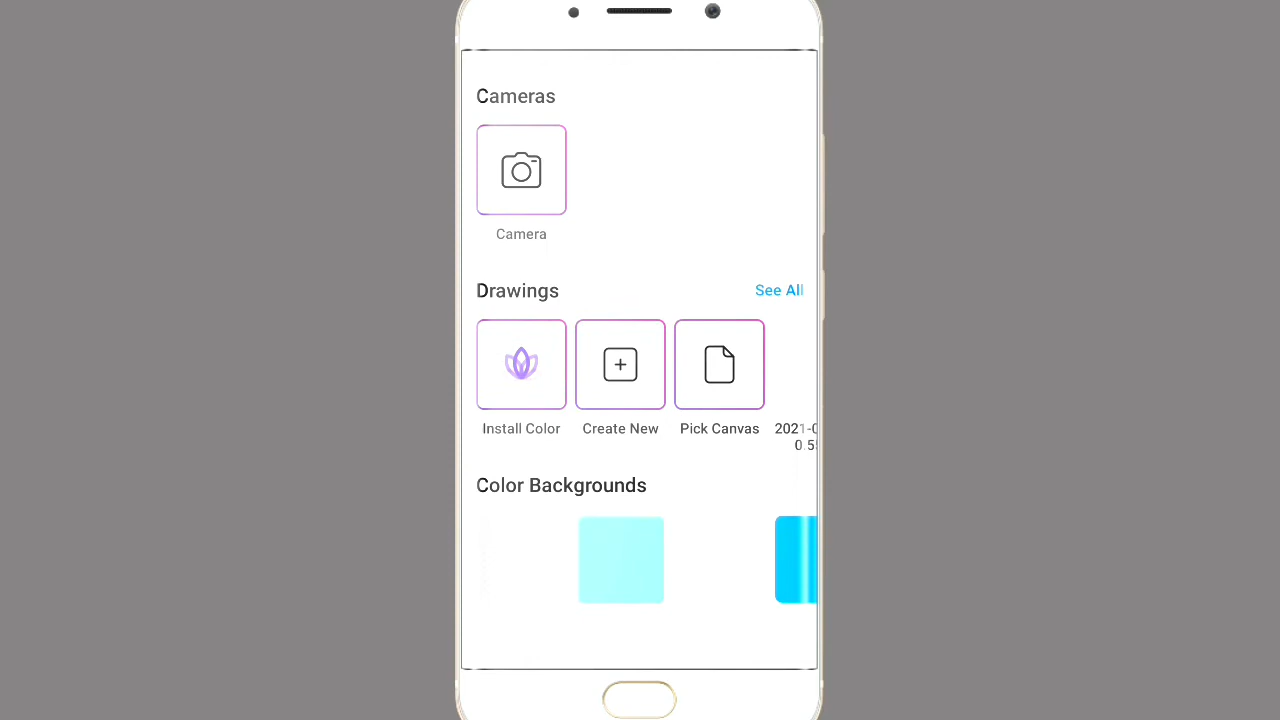 Cameras
Camera
Drawings
See All
Install Color
Create New
Pick Canvas
Color Backgrounds